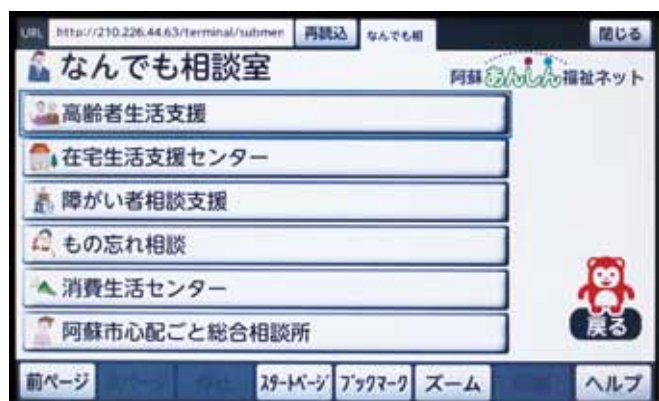 URL http://210.226.44.63/terminal/submen 再読込 なんでも相 閉じる
なんでも相談室
阿蘇あんしん福祉ネット
高齢者生活支援
在宅生活支援センター
障がい者相談支援
もの忘れ相談
消費生活センター
阿蘇市心配ごと総合相談所
戻る
前ページ スタートページ ブックマーク ズーム ヘルプ